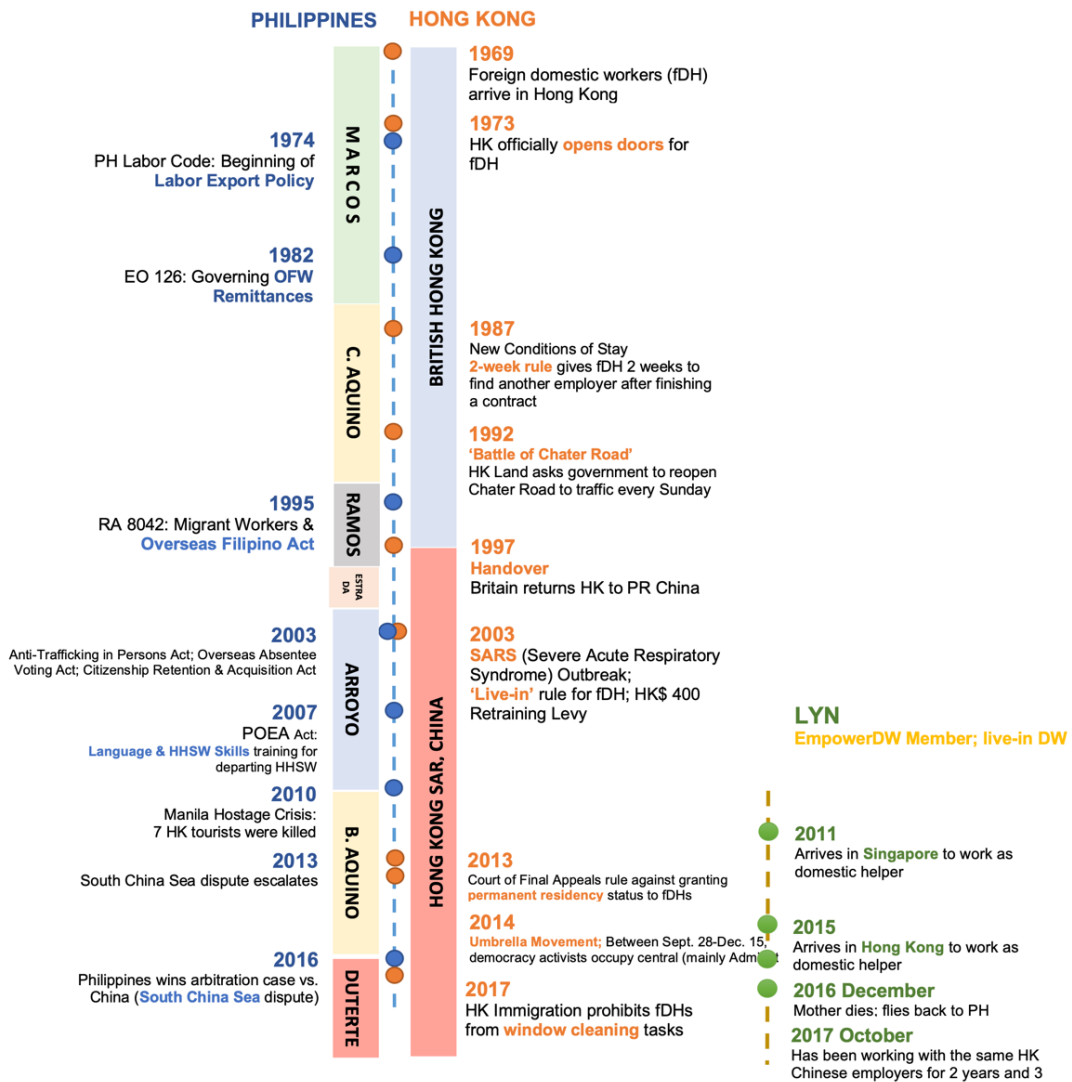 PHILIPPINES
HONG KONG
1969
Foreign domestic workers (fDH)
arrive in Hong Kong
1973
HK officially opens doors for
fDH
1974
PH Labor Code: Beginning of
Labor Export Policy
MARCOS
BRITISH HONG KONG
1982
EO 126: Governing OFW
Remittances
1987
New Conditions of Stay
2-week rule gives fDH 2 weeks to
find another employer after finishing
a contract
C. AQUINO
1992
‘Battle of Chater Road’
HK Land asks government to reopen
Chater Road to traffic every Sunday
1995
RA 8042: Migrant Workers &
Overseas Filipino Act
RAMOS
1997
Handover
Britain returns HK to PR China
ESTRA
DA
2003
Anti-Trafficking in Persons Act; Overseas Absentee
Voting Act; Citizenship Retention & Acquisition Act
2003
SARS (Severe Acute Respiratory
Syndrome) Outbreak;
‘Live-in’ rule for fDH; HK$ 400
Retraining Levy
ARROYO
HONG KONG SAR, CHINA
2007
POEA Act:
Language & HHSW Skills training for
departing HHSW
2010
Manila Hostage Crisis:
7 HK tourists were killed
B. AQUINO
2013
South China Sea dispute escalates
2013
Court of Final Appeals rule against granting
permanent residency status to fDHs
2014
Umbrella Movement; Between Sept. 28-Dec. 15,
democracy activists occupy central (mainly
2016
Philippines wins arbitration case vs.
China (South China Sea dispute)
DUTERTE
2017
HK Immigration prohibits fDHs
from window cleaning tasks
LYN
EmpowerDW Member; live-in DW
2011
Arrives in Singapore to work as
domestic helper
2015
Arrives in Hong Kong to work as
domestic helper
2016 December
Mother dies; flies back to PH
2017 October
Has been working with the same HK
Chinese employers for 2 years and 3